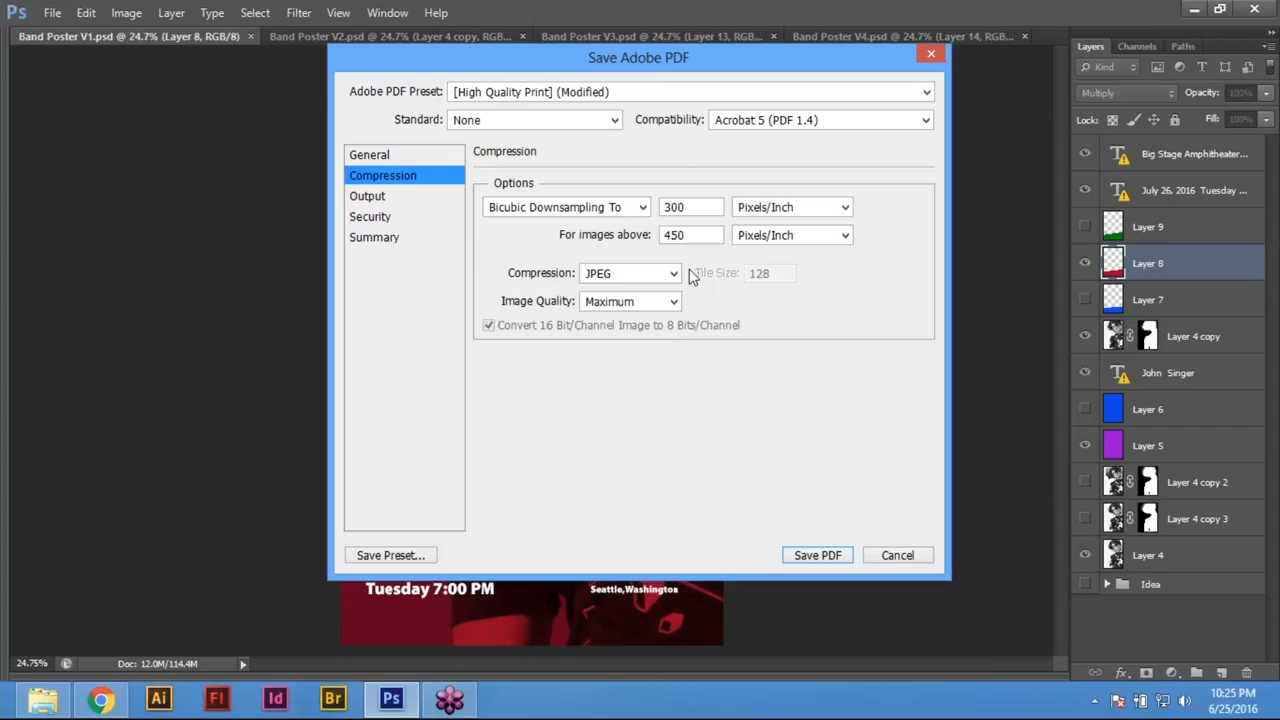 Ps File Edit Image Layer Type Select Filter View Window Help
Band Poster V1.psd @ 24.7% (Layer 8, RGB/8) × Band Poster V2.psd @ 24.7% (Layer 4 copy, RGB... × Band Poster V3.psd @ 24.7% (Layer 13, RGB... × Band Poster V4.psd @ 24.7% (Layer 14, RGB... ×
Save Adobe PDF
Adobe PDF Preset: [High Quality Print] (Modified)
Standard: None Compatibility: Acrobat 5 (PDF 1.4)
General
Compression
Output
Security
Summary
Compression
Options
Bicubic Downsampling To 300 Pixels/Inch
For images above: 450 Pixels/Inch
Compression: JPEG Tile Size: 128
Image Quality: Maximum
Convert 16 Bit/Channel Image to 8 Bits/Channel
Save Preset... Save PDF Cancel
Tuesday 7:00 PM Seattle,Washington
Layers Channels Paths
Kind
Multiply Opacity: 100%
Lock: Fill: 100%
Big Stage Amphitheater...
July 26, 2016 Tuesday ...
Layer 9
Layer 8
Layer 7
Layer 4 copy
John Singer
Layer 6
Layer 5
Layer 4 copy 2
Layer 4 copy 3
Layer 4
Idea
24.75% Doc: 12.0M/114.4M
Ai Fl Id Br Ps
10:25 PM
6/25/2016